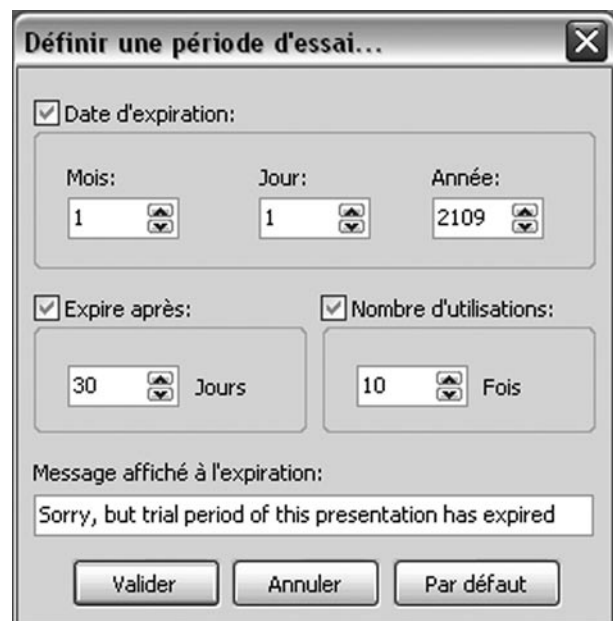 Définir une période d'essai...
Date d'expiration:
Mois: Jour: Année:
1 1 2109
Expire après: Nombre d'utilisations:
30 Jours 10 Fois
Message affiché à l'expiration:
Sorry, but trial period of this presentation has expired
Valider Annuler Par défaut